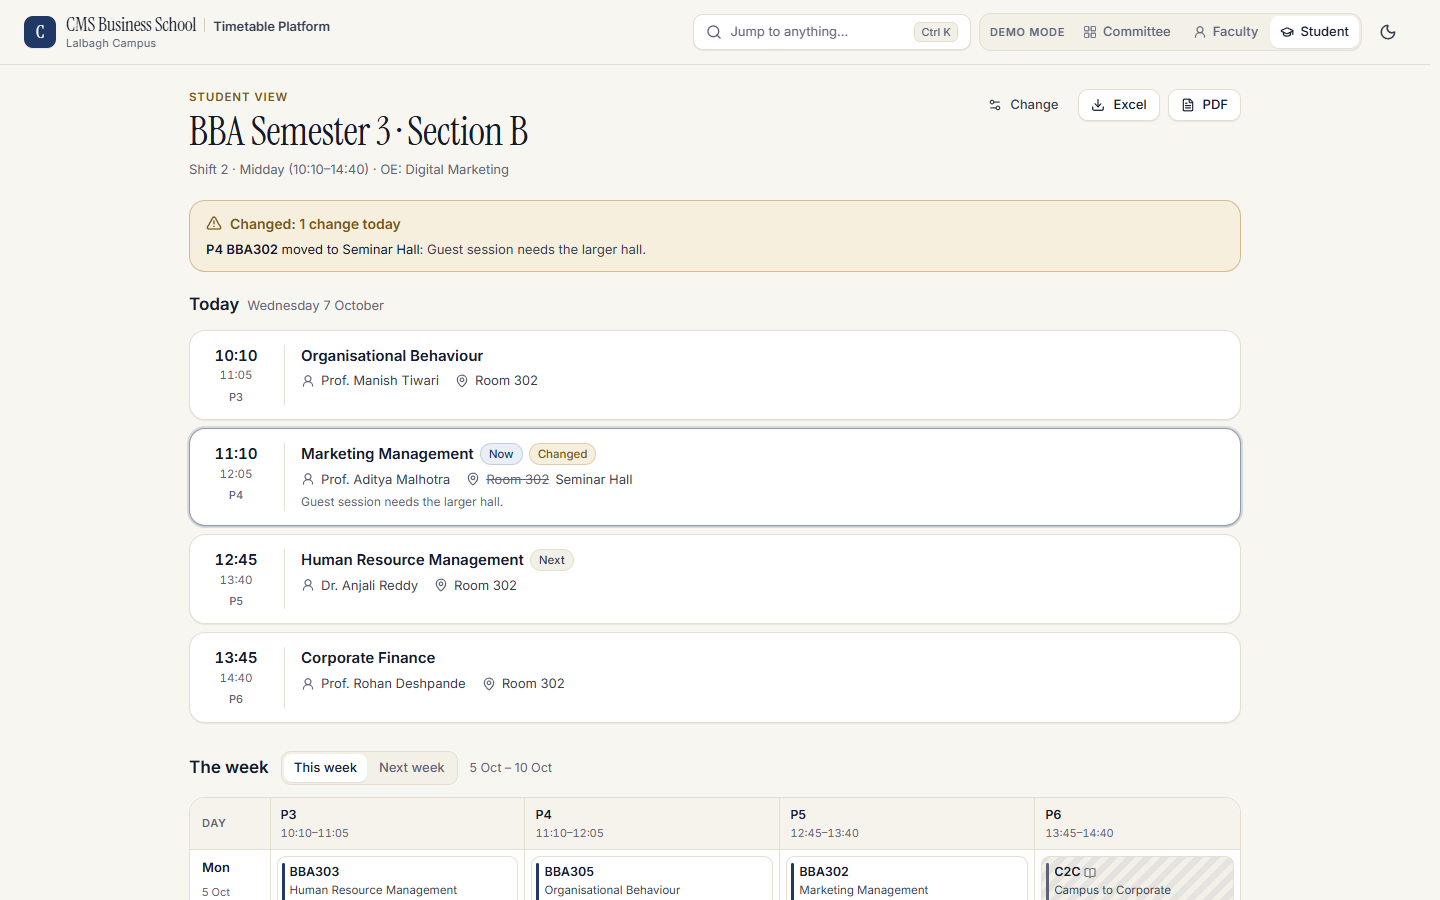 C CMS Business School Timetable Platform
Lalbagh Campus
Jump to anything... Ctrl K
DEMO MODE Committee Faculty Student
STUDENT VIEW
BBA Semester 3 · Section B
Shift 2 · Midday (10:10–14:40) · OE: Digital Marketing
Change Excel PDF
Changed: 1 change today
P4 BBA302 moved to Seminar Hall: Guest session needs the larger hall.
Today Wednesday 7 October
10:10 Organisational Behaviour
11:05 Prof. Manish Tiwari Room 302
P3
11:10 Marketing Management Now Changed
12:05 Prof. Aditya Malhotra Room 302 Seminar Hall
P4 Guest session needs the larger hall.
12:45 Human Resource Management Next
13:40 Dr. Anjali Reddy Room 302
P5
13:45 Corporate Finance
14:40 Prof. Rohan Deshpande Room 302
P6
The week This week Next week 5 Oct – 10 Oct
DAY P3 P4 P5 P6
10:10–11:05 11:10–12:05 12:45–13:40 13:45–14:40
Mon BBA303 BBA305 BBA302 C2C
5 Oct Human Resource Management Organisational Behaviour Marketing Management Campus to Corporate